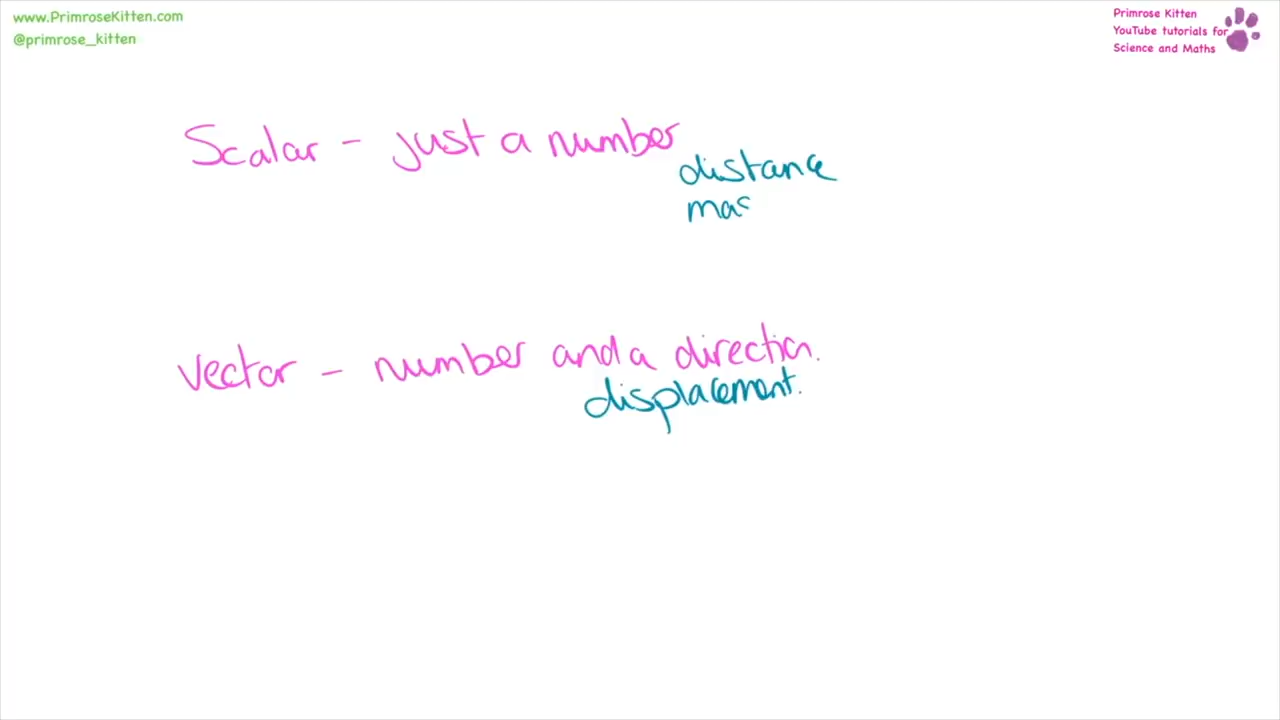 www.PrimroseKitten.com
@primrose_kitten
Primrose Kitten
YouTube tutorials for
Science and Maths
Scalar - just a number
distance
mas
Vector - number and a direction.
displacement.